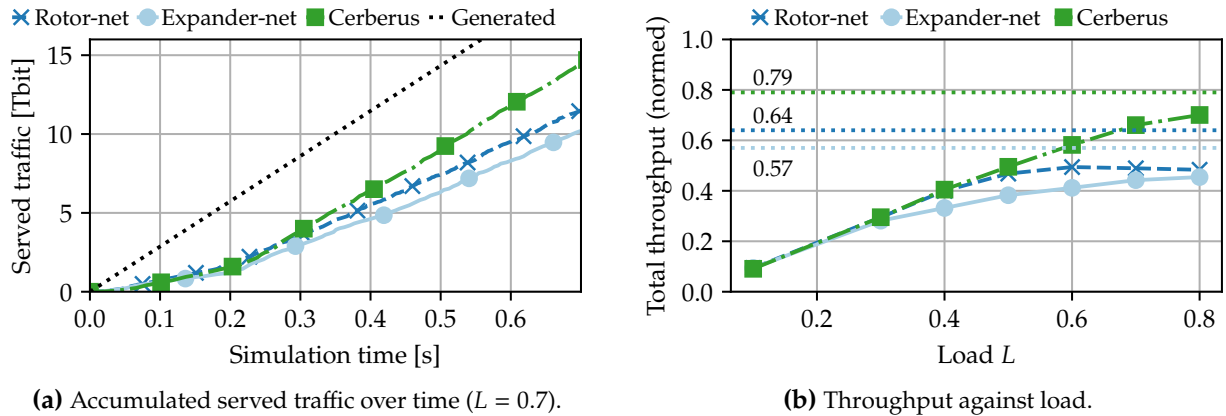 Rotor-net Expander-net Cerberus Generated
15
10
5
0
Served traffic [Tbit]
0.0 0.1 0.2 0.3 0.4 0.5 0.6
Simulation time [s]
(a) Accumulated served traffic over time (L = 0.7).
Rotor-net Expander-net Cerberus
1.0
0.8
0.6
0.4
0.2
0.0
Total throughput (normed)
0.79
0.64
0.57
0.2 0.4 0.6 0.8
Load L
(b) Throughput against load.